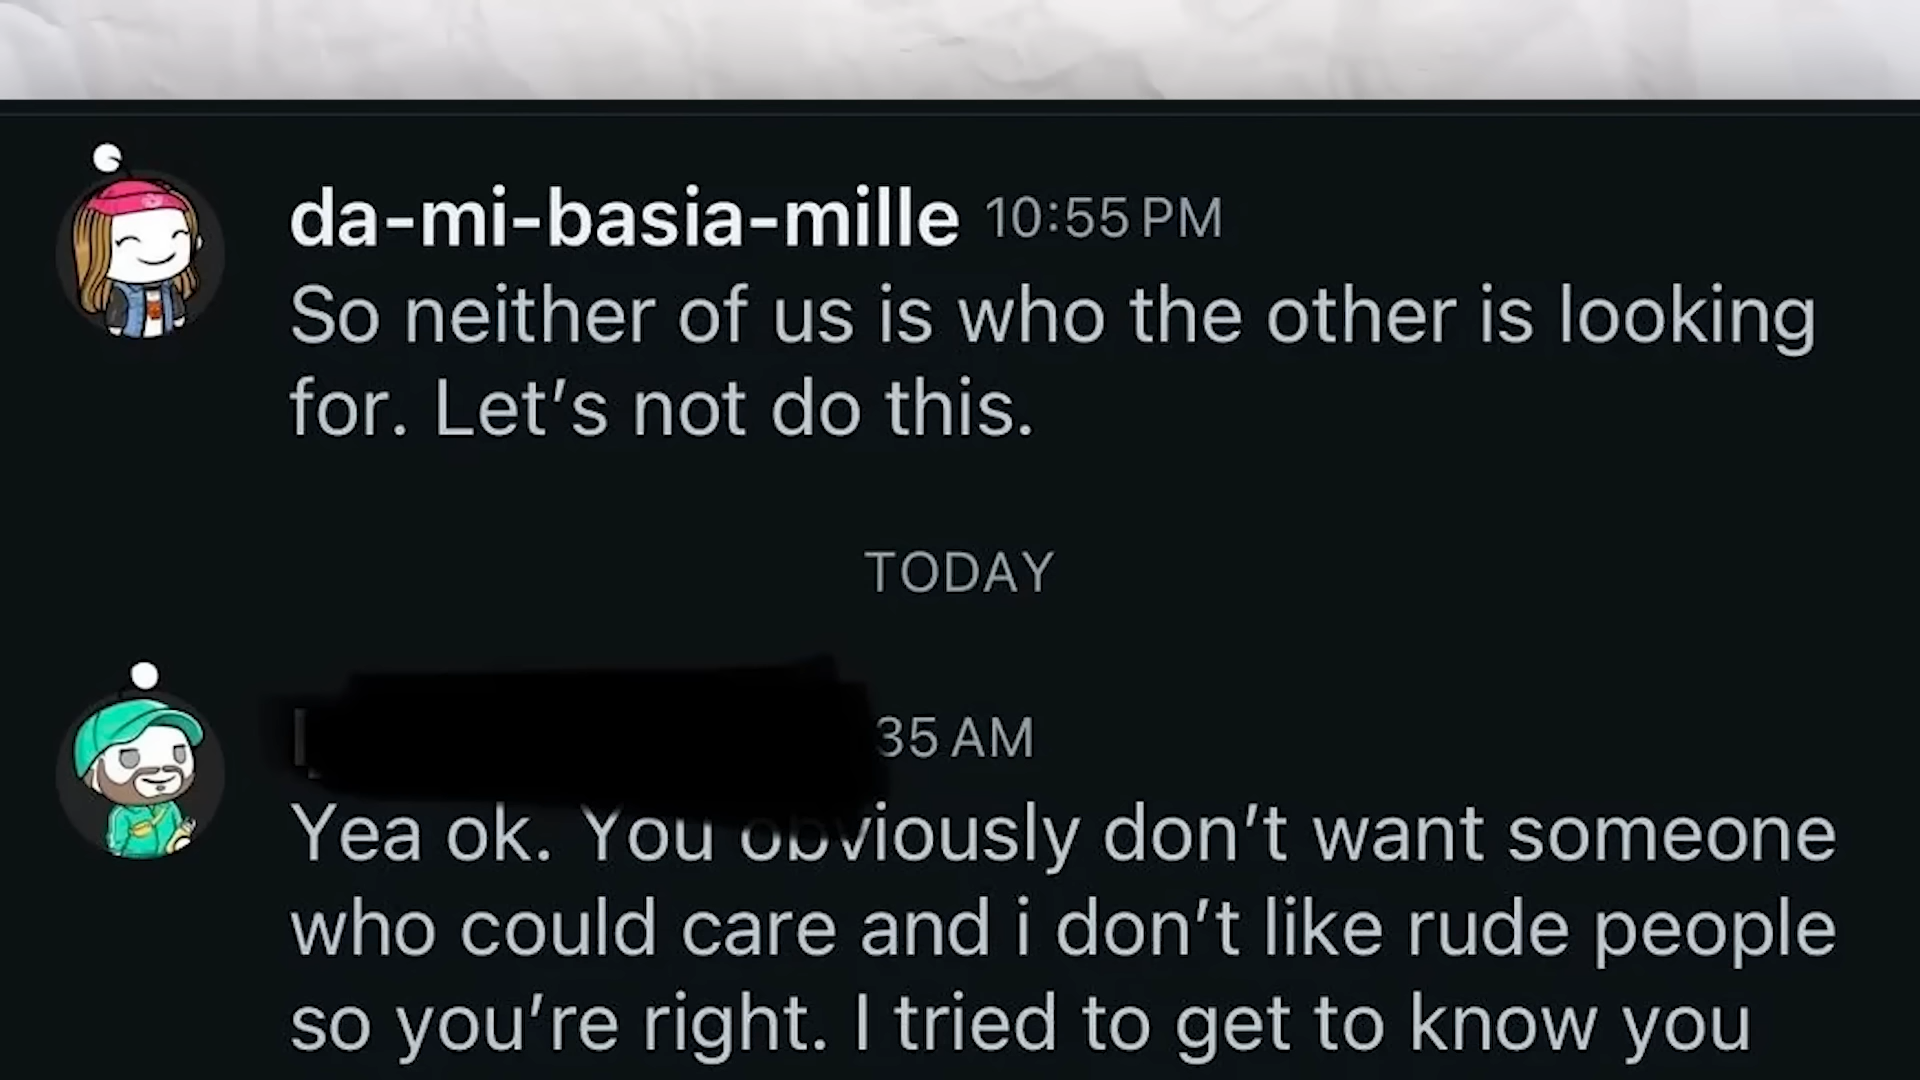 da-mi-basia-mille 10:55 PM
So neither of us is who the other is looking
for. Let’s not do this.
TODAY
35 AM
Yea ok. You obviously don’t want someone
who could care and i don’t like rude people
so you’re right. I tried to get to know you